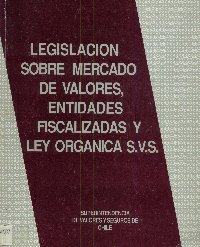 LEGISLACION
SOBRE MERCADO
DE VALORES,
ENTIDADES
FISCALIZADAS Y
LEY ORGANICA S.V.S.
SUPERINTENDENCIA
DE VALORES Y SEGUROS DE
CHILE